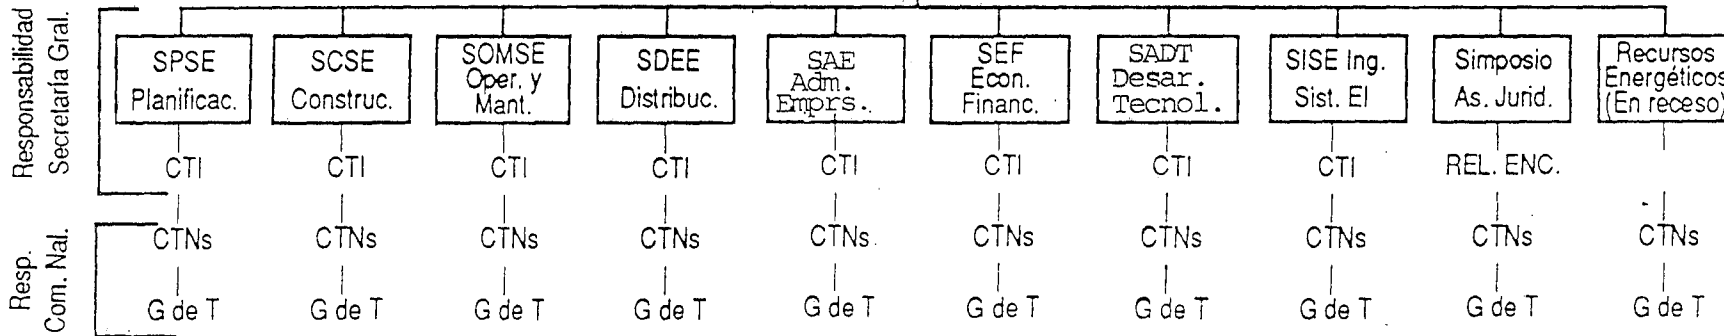 Responsabilidad
Secretaría Gral.
SPSE
Planificac.
SCSE
Construc.
SOMSE
Oper. y
Mant.
SDEE
Distribuc.
SAE
Adm.
Emprs.
SEF
Econ.
Financ.
SADT
Desar.
Tecnol.
SISE Ing.
Sist. El
Simposio
As. Jurid.
Recursos
Energéticos
(En receso)
CTI CTI CTI CTI CTI CTI CTI CTI REL. ENC.
Resp.
Com. Nal.
CTNs CTNs CTNs CTNs CTNs. CTNs CTNs CTNs CTNs CTNs
G de T G de T G de T G de T G de T G de T G de T G de T G de T G de T